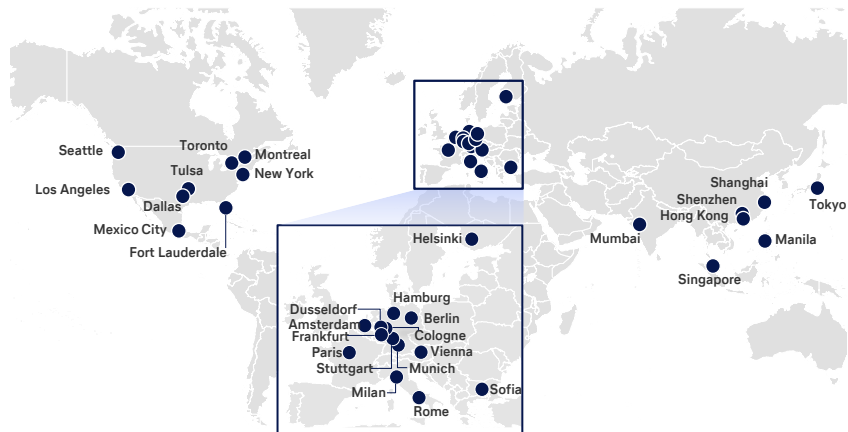 Seattle
Toronto
Montreal
Tulsa
New York
Los Angeles
Dallas
Mexico City
Fort Lauderdale
Shanghai
Shenzhen
Tokyo
Hong Kong
Mumbai
Manila
Singapore
Helsinki
Hamburg
Dusseldorf
Berlin
Amsterdam
Cologne
Frankfurt
Paris
Vienna
Stuttgart
Munich
Milan
Sofia
Rome